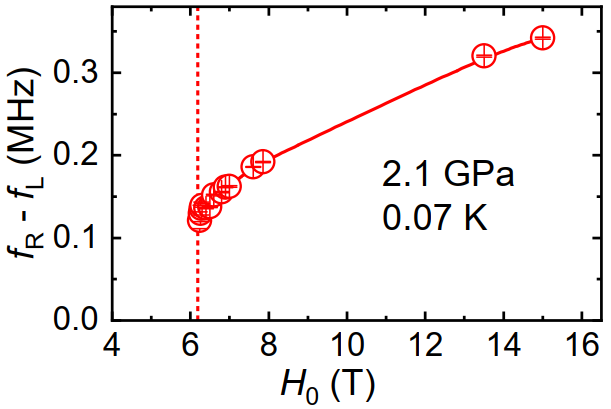 0.3
0.2
0.1
0.0
4 6 8 10 12 14 16
f_R - f_L (MHz)
H_0 (T)
2.1 GPa
0.07 K